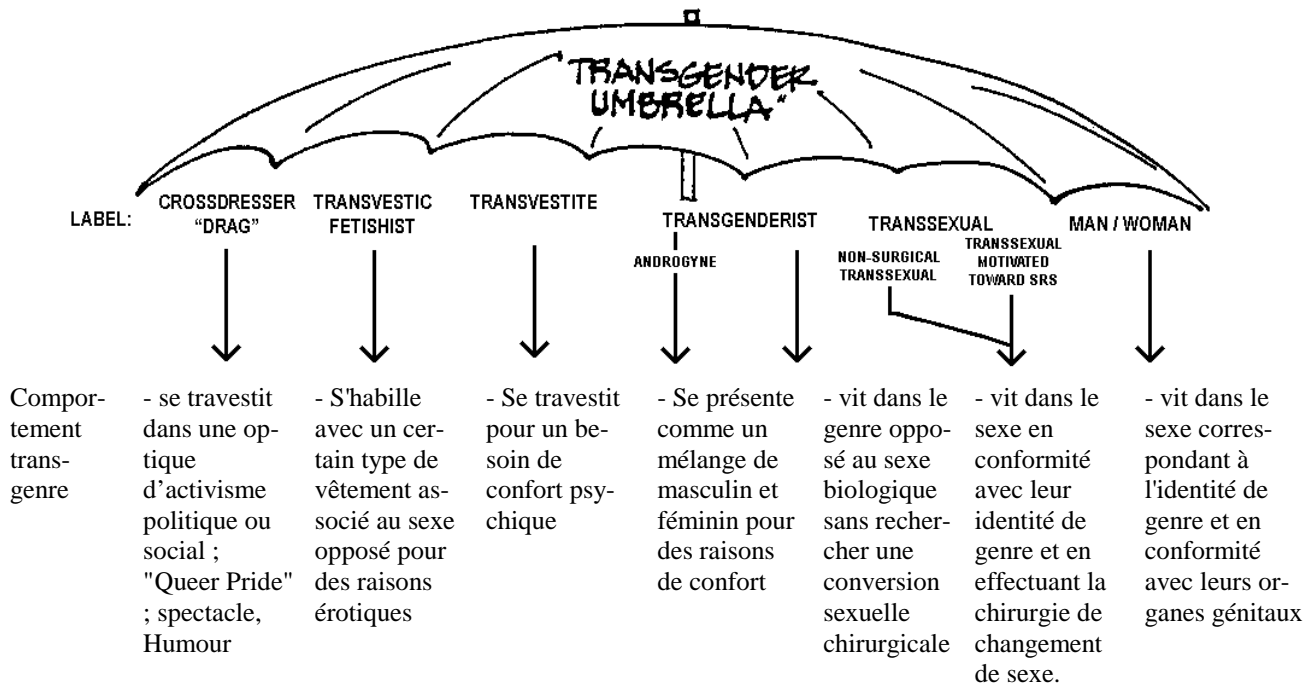 "TRANSGENDER
UMBRELLA"
LABEL:
CROSSDRESSER
"DRAG"
TRANSVESTIC
FETISHIST
TRANSVESTITE
TRANSGENDERIST
ANDROGYNE
TRANSSEXUAL
NON-SURGICAL
TRANSSEXUAL
TRANSSEXUAL
MOTIVATED
TOWARD SRS
MAN / WOMAN
Compor-
tement
trans-
genre
- se travestit
dans une op-
tique
d’activisme
politique ou
social ;
"Queer Pride"
; spectacle,
Humour
- S'habille
avec un cer-
tain type de
vêtement as-
socié au sexe
opposé pour
des raisons
érotiques
- Se travestit
pour un be-
soin de
confort psy-
chique
- Se présente
comme un
mélange de
masculin et
féminin pour
des raisons
de confort
- vit dans le
genre oppo-
sé au sexe
biologique
sans recher-
cher une
conversion
sexuelle
chirurgicale
- vit dans le
sexe en
conformité
avec leur
identité de
genre et en
effectuant la
chirurgie de
changement
de sexe.
- vit dans le
sexe corres-
pondant à
l'identité de
genre et en
conformité
avec leurs or-
ganes génitaux